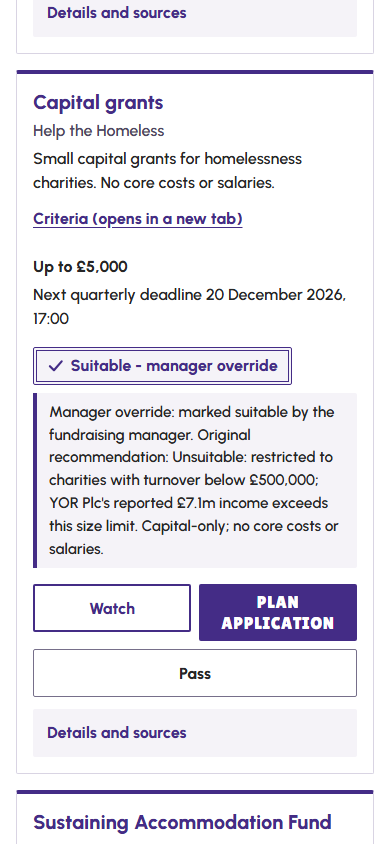 Details and sources
Capital grants
Help the Homeless
Small capital grants for homelessness
charities. No core costs or salaries.
Criteria (opens in a new tab)
Up to £5,000
Next quarterly deadline 20 December 2026,
17:00
Suitable - manager override
Manager override: marked suitable by the
fundraising manager. Original
recommendation: Unsuitable: restricted to
charities with turnover below £500,000;
YOR Plc's reported £7.1m income exceeds
this size limit. Capital-only; no core costs or
salaries.
Watch
PLAN
APPLICATION
Pass
Details and sources
Sustaining Accommodation Fund